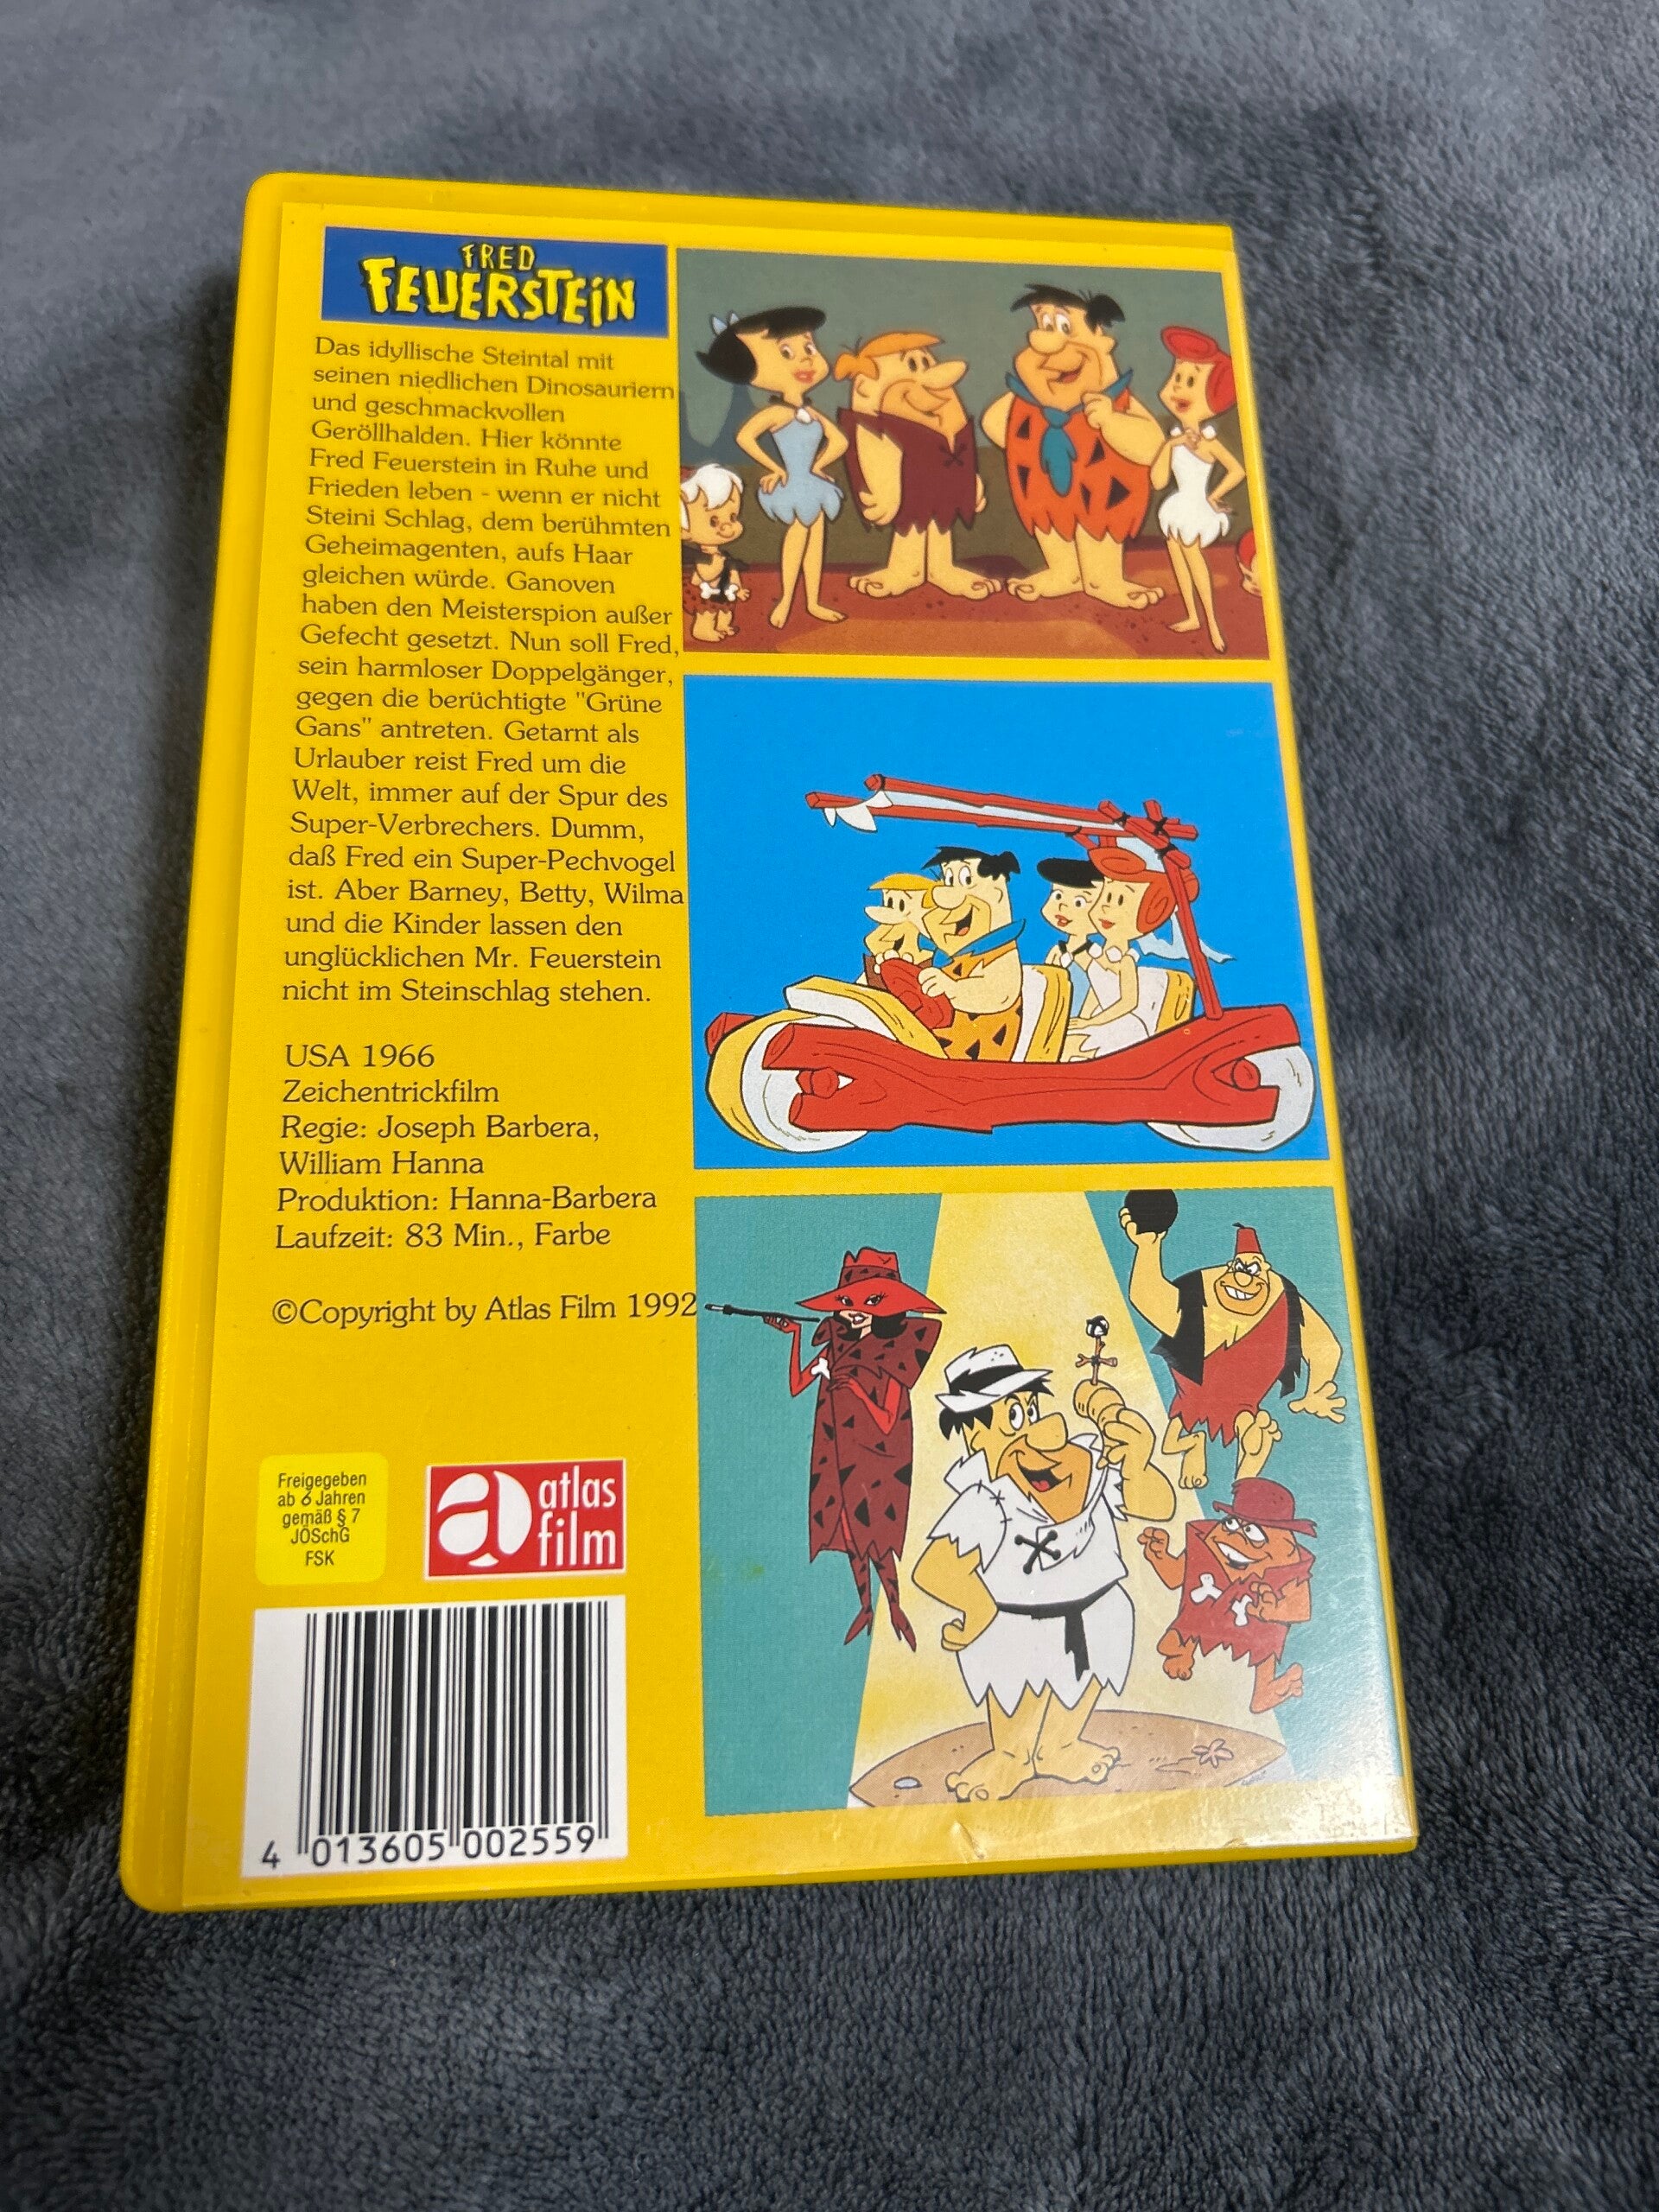 FRED
FEUERSTEIN
Das idyllische Steintal mit
seinen niedlichen Dinosauriern
und geschmackvollen
Geröllhalden. Hier könnte
Fred Feuerstein in Ruhe und
Frieden leben - wenn er nicht
Steini Schlag, dem berühmten
Geheimagenten, aufs Haar
gleichen würde. Ganoven
haben den Meisterspion außer
Gefecht gesetzt. Nun soll Fred,
sein harmloser Doppelgänger,
gegen die berüchtigte "Grüne
Gans" antreten. Getarnt als
Urlauber reist Fred um die
Welt, immer auf der Spur des
Super-Verbrechers. Dumm,
daß Fred ein Super-Pechvogel
ist. Aber Barney, Betty, Wilma
und die Kinder lassen den
unglücklichen Mr. Feuerstein
nicht im Steinschlag stehen.
USA 1966
Zeichentrickfilm
Regie: Joseph Barbera,
William Hanna
Produktion: Hanna-Barbera
Laufzeit: 83 Min., Farbe
©Copyright by Atlas Film 1992
Freigegeben
ab 6 Jahren
gemäß § 7
JÖSchG
FSK
a atlas
film
4 013605 002559